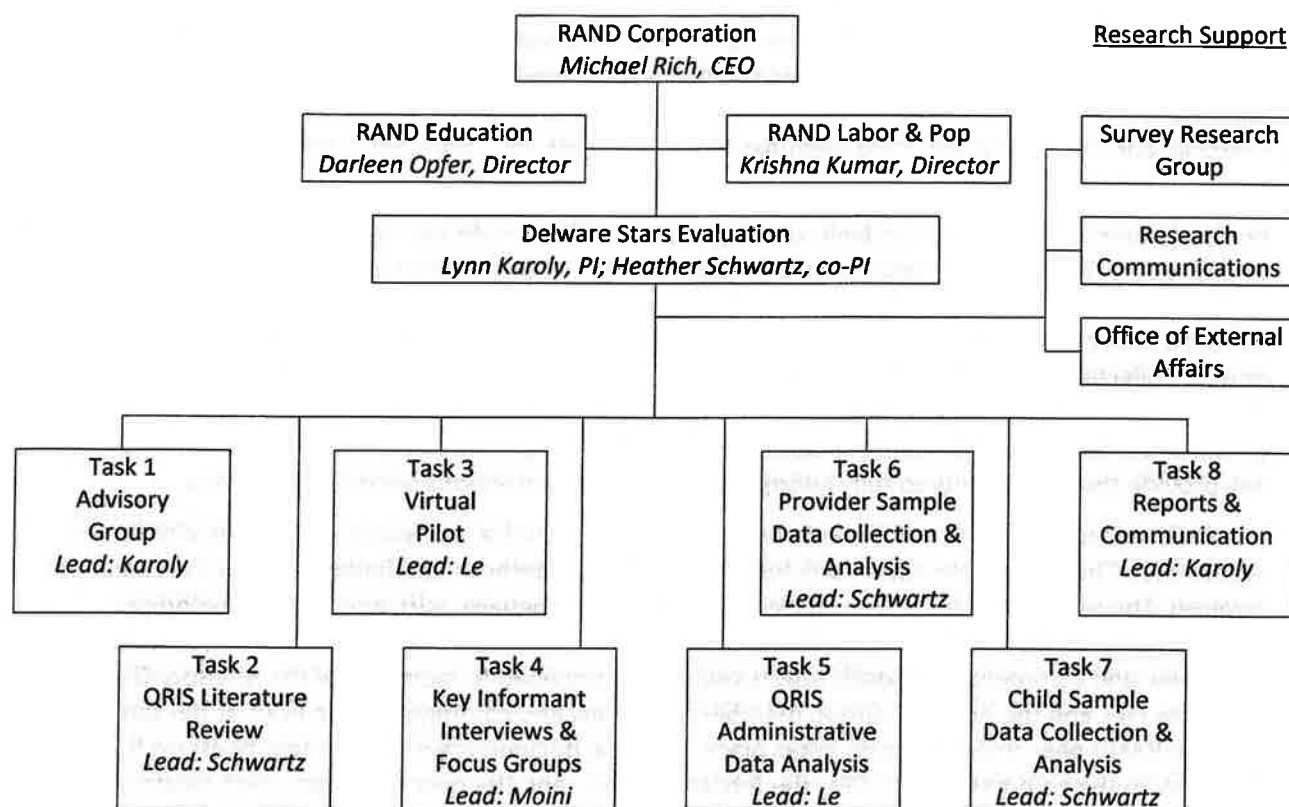 RAND Corporation
Michael Rich, CEO
Research Support
RAND Education
Darleen Opfer, Director
RAND Labor & Pop
Krishna Kumar, Director
Survey Research
Group
Delware Stars Evaluation
Lynn Karoly, PI; Heather Schwartz, co-PI
Research
Communications
Office of External
Affairs
Task 1
Advisory
Group
Lead: Karoly
Task 3
Virtual
Pilot
Lead: Le
Task 6
Provider Sample
Data Collection &
Analysis
Lead: Schwartz
Task 8
Reports &
Communication
Lead: Karoly
Task 2
QRIS Literature
Review
Lead: Schwartz
Task 4
Key Informant
Interviews &
Focus Groups
Lead: Moini
Task 5
QRIS
Administrative
Data Analysis
Lead: Le
Task 7
Child Sample
Data Collection &
Analysis
Lead: Schwartz